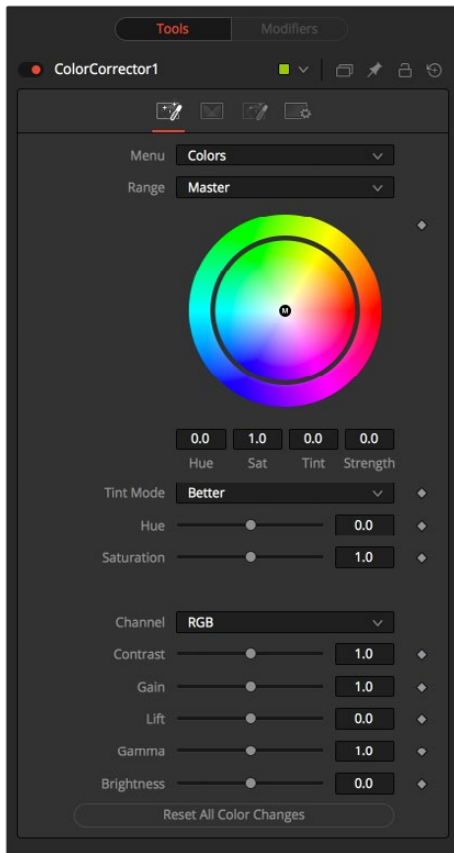 Tools Modifiers
ColorCorrector1
Menu Colors
Range Master
M
0.0 1.0 0.0 0.0
Hue Sat Tint Strength
Tint Mode Better
Hue 0.0
Saturation 1.0
Channel RGB
Contrast 1.0
Gain 1.0
Lift 0.0
Gamma 1.0
Brightness 0.0
Reset All Color Changes